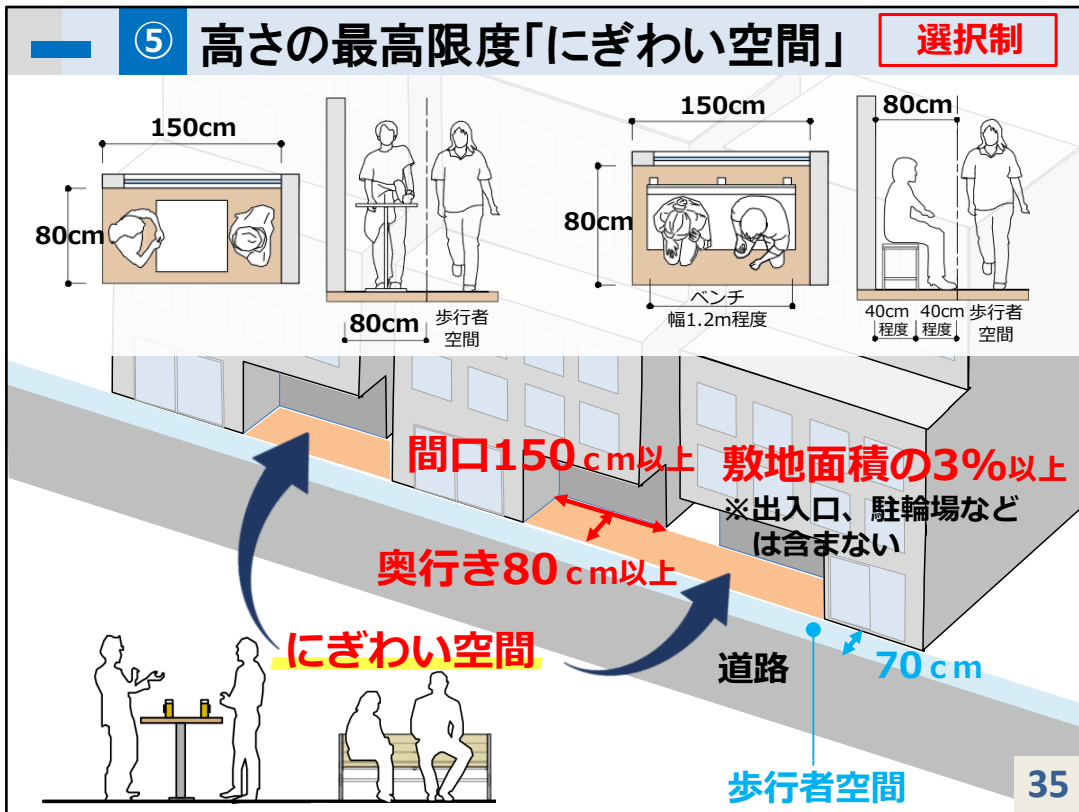 ⑤ 高さの最高限度「にぎわい空間」 選択制
150cm
80cm
80cm
歩行者
空間
150cm
80cm
ベンチ
幅1.2m程度
80cm
40cm
程度
40cm
程度
歩行者
空間
間口150ｃｍ以上
敷地面積の3%以上
※出入口、駐輪場など
は含まない
奥行き80ｃｍ以上
にぎわい空間
道路
70ｃｍ
歩行者空間
35